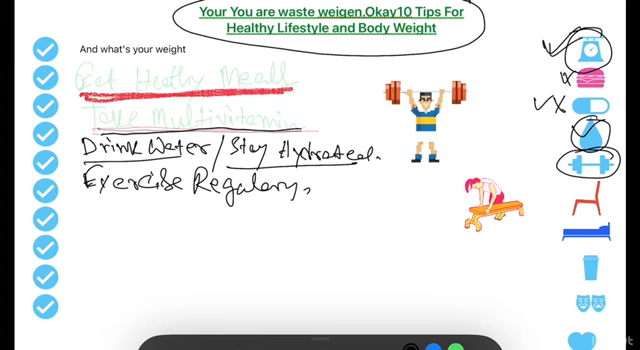 Your You are waste weigen.Okay10 Tips For
Healthy Lifestyle and Body Weight
And what's your weight
Eat Heathy Meall
Take Multivitamin
Drink Water / Stay Hydrated.
Exercise Regulary,